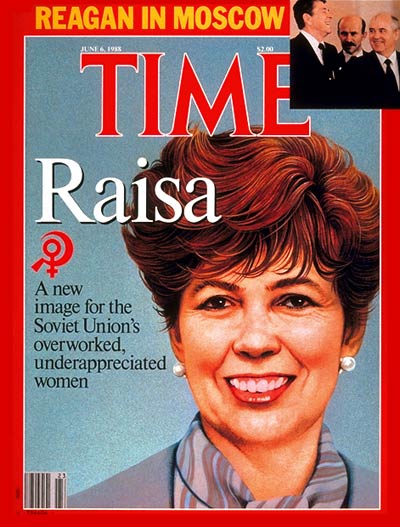 REAGAN IN MOSCOW
JUNE 6, 1988 $2.00
TIME
Raisa
A new
image for the
Soviet Union's
overworked,
underappreciated
women
23